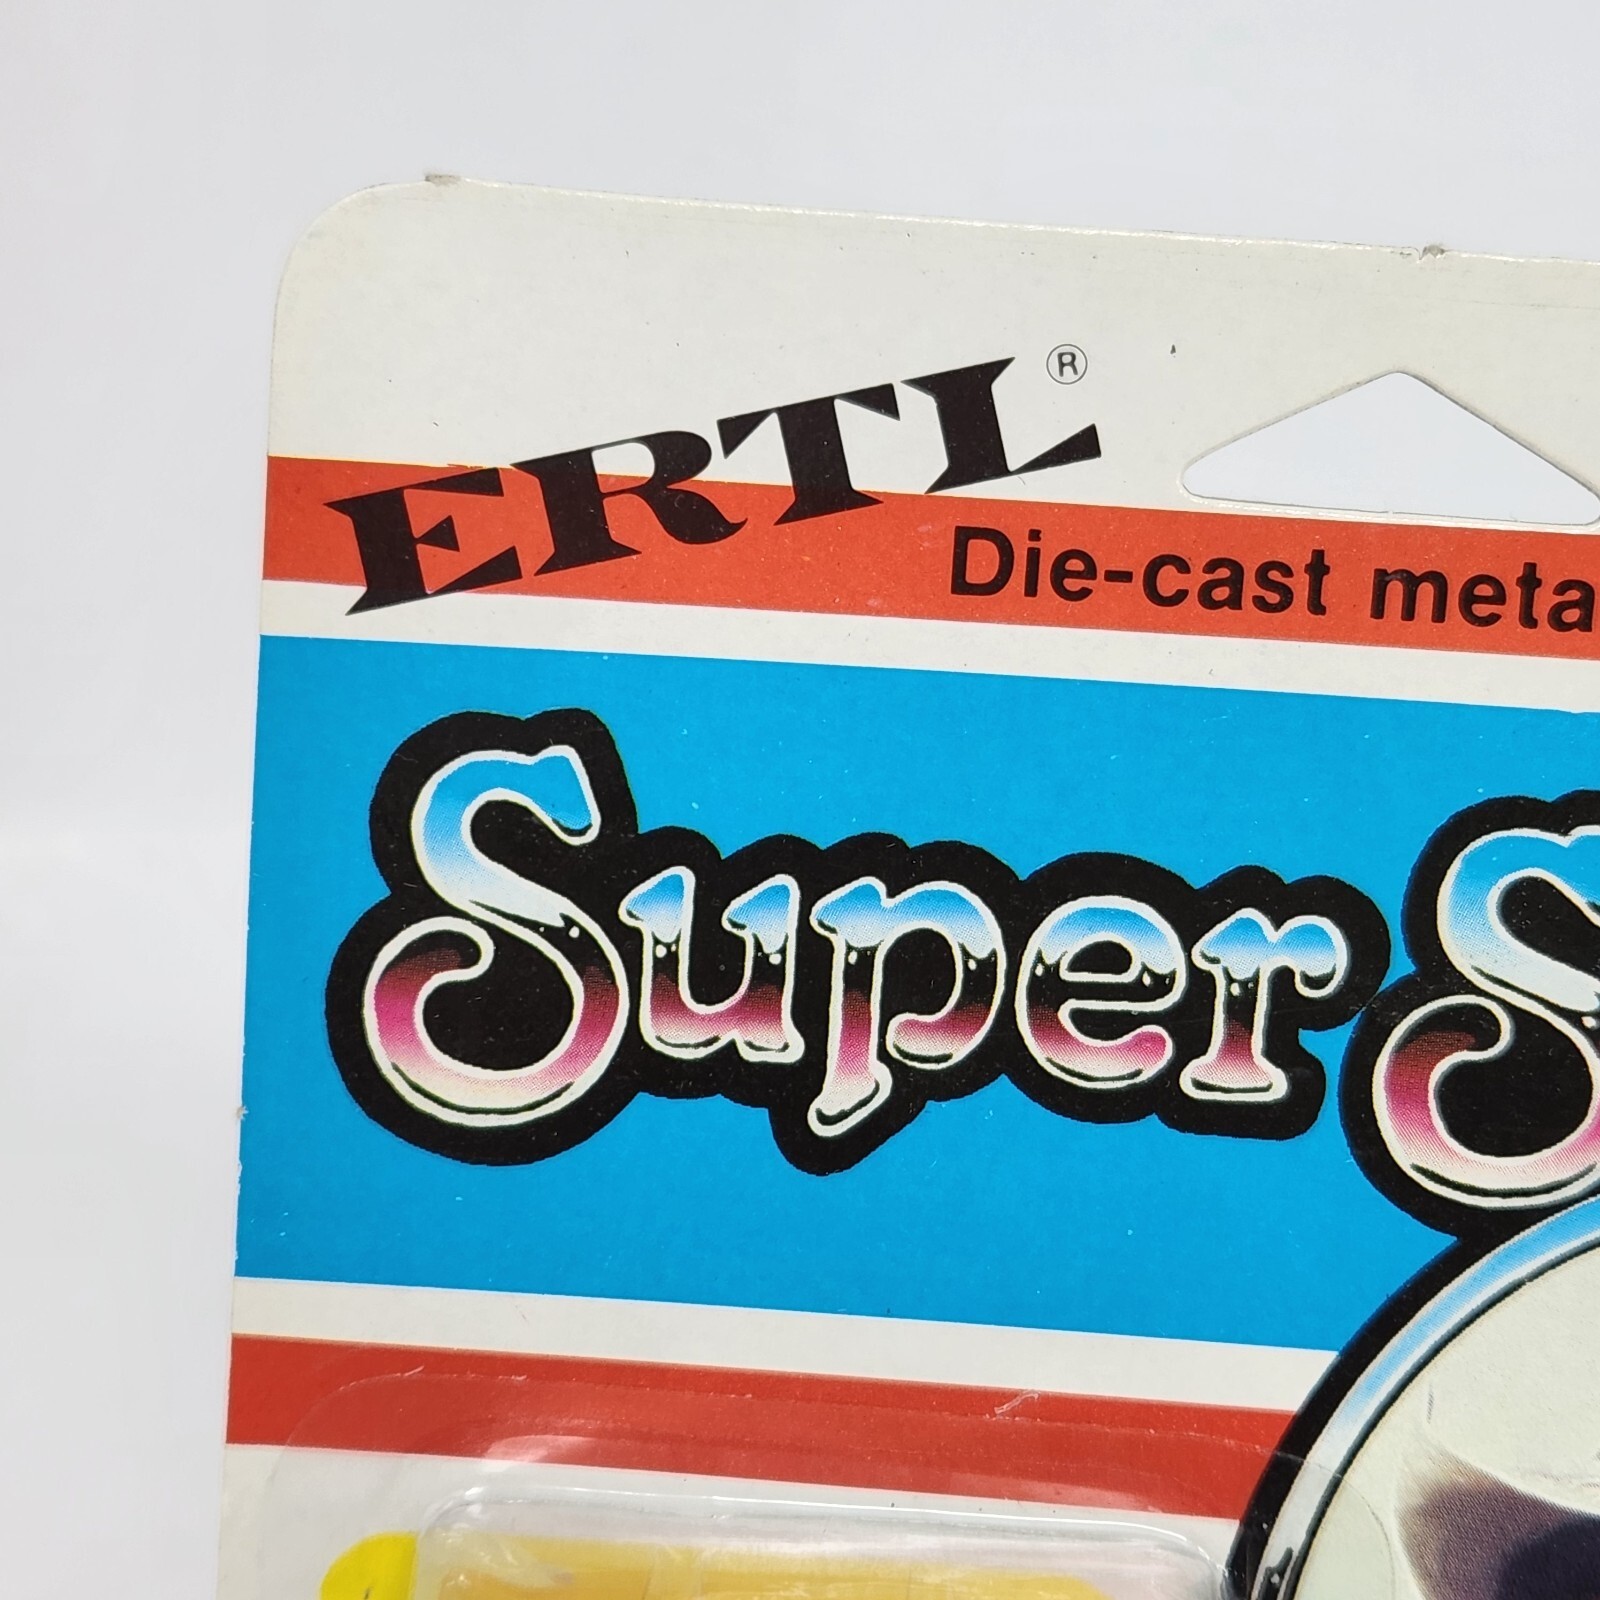 ERTL®
Die-cast meta
Super S